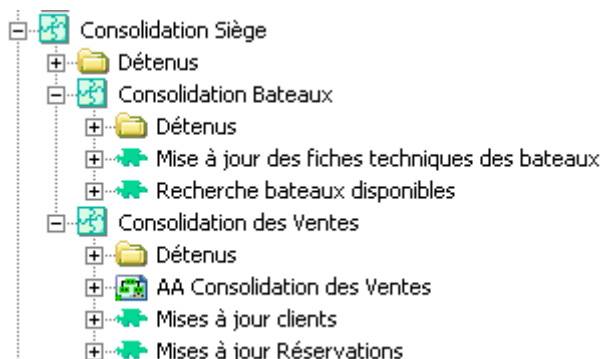 Consolidation Siège
Détenus
Consolidation Bateaux
Détenus
Mise à jour des fiches techniques des bateaux
Recherche bateaux disponibles
Consolidation des Ventes
Détenus
AA Consolidation des Ventes
Mises à jour clients
Mises à jour Réservations